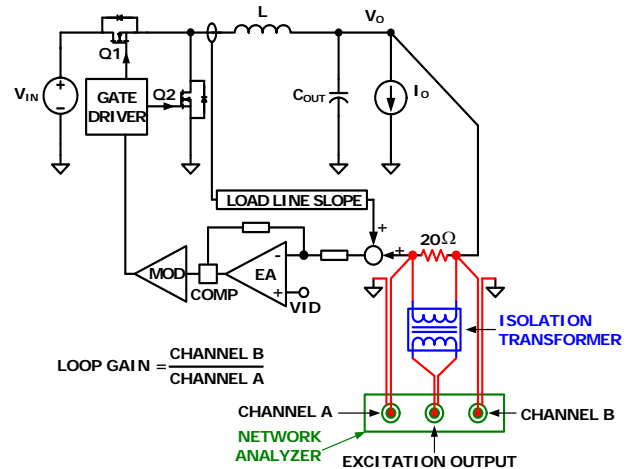 L
VO
Q1
VIN
+
−
GATE
DRIVER
Q2
COUT
IO
LOAD LINE SLOPE
+
+
20Ω
MOD
COMP
-
EA
+
VID
ISOLATION
TRANSFORMER
LOOP GAIN = CHANNEL B
CHANNEL A
CHANNEL A
CHANNEL B
NETWORK
ANALYZER
EXCITATION OUTPUT